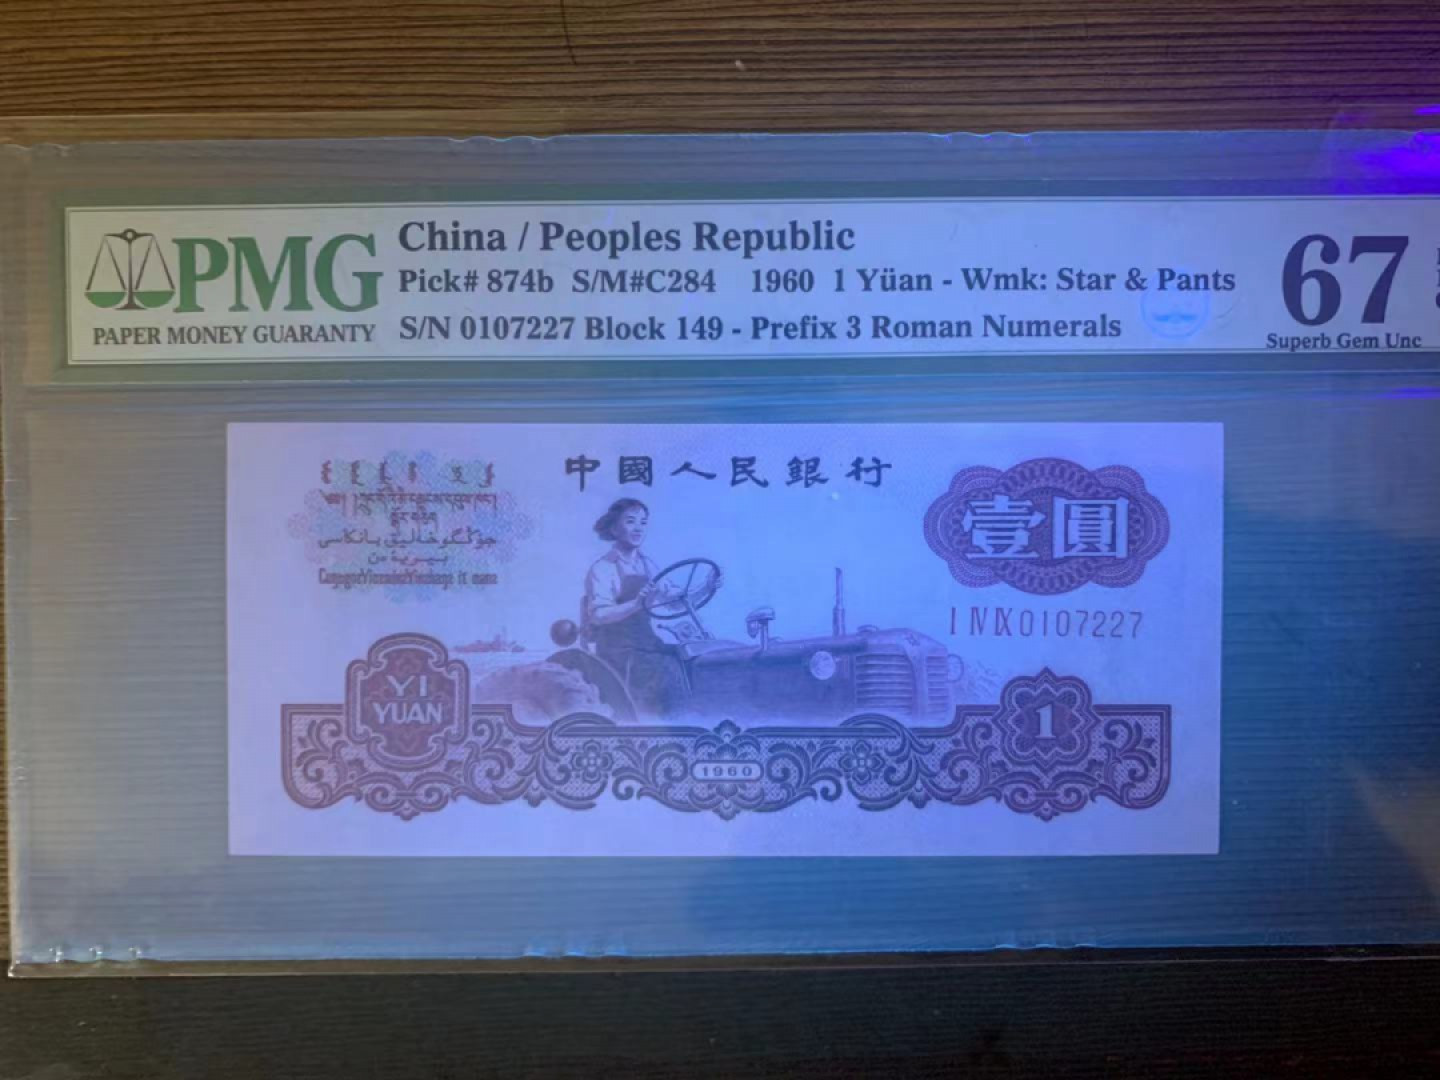 PMG
PAPER MONEY GUARANTY
China / Peoples Republic
Pick# 874b S/M#C284 1960 1 Yüan - Wmk: Star & Pants
S/N 0107227 Block 149 - Prefix 3 Roman Numerals
67
Superb Gem Unc
中國人民銀行
壹圓
I IV IX 0107227
YI
YUAN
1
1960